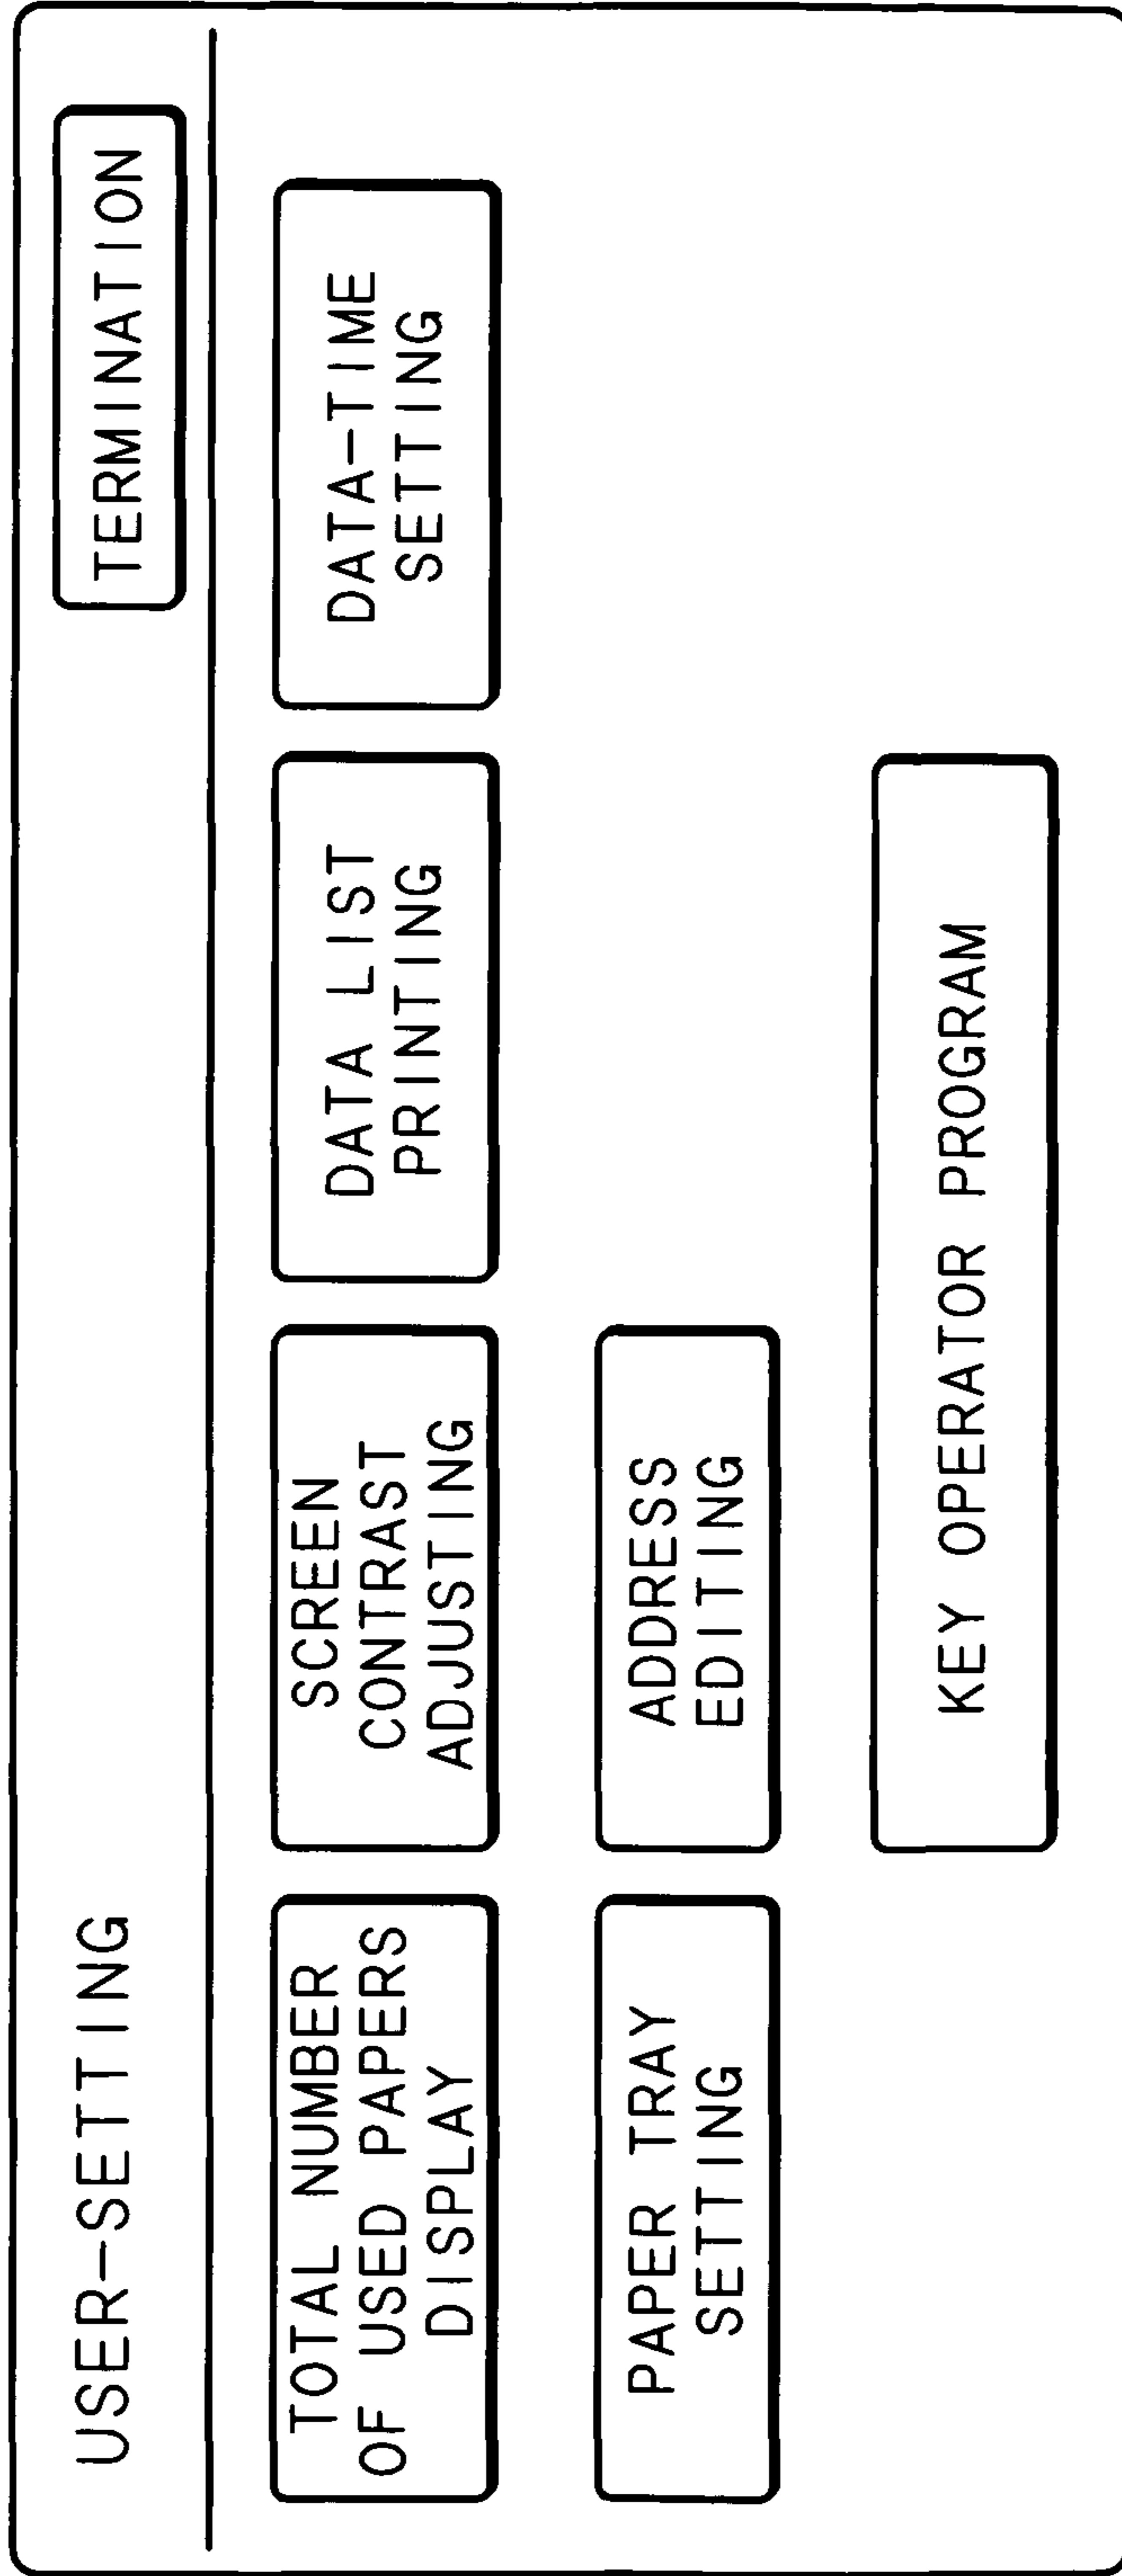 USER-SETTING
TERMINATION
TOTAL NUMBER
OF USED PAPERS
DISPLAY
SCREEN
CONTRAST
ADJUSTING
DATA LIST
PRINTING
DATA-TIME
SETTING
PAPER TRAY
SETTING
ADDRESS
EDITING
KEY OPERATOR PROGRAM